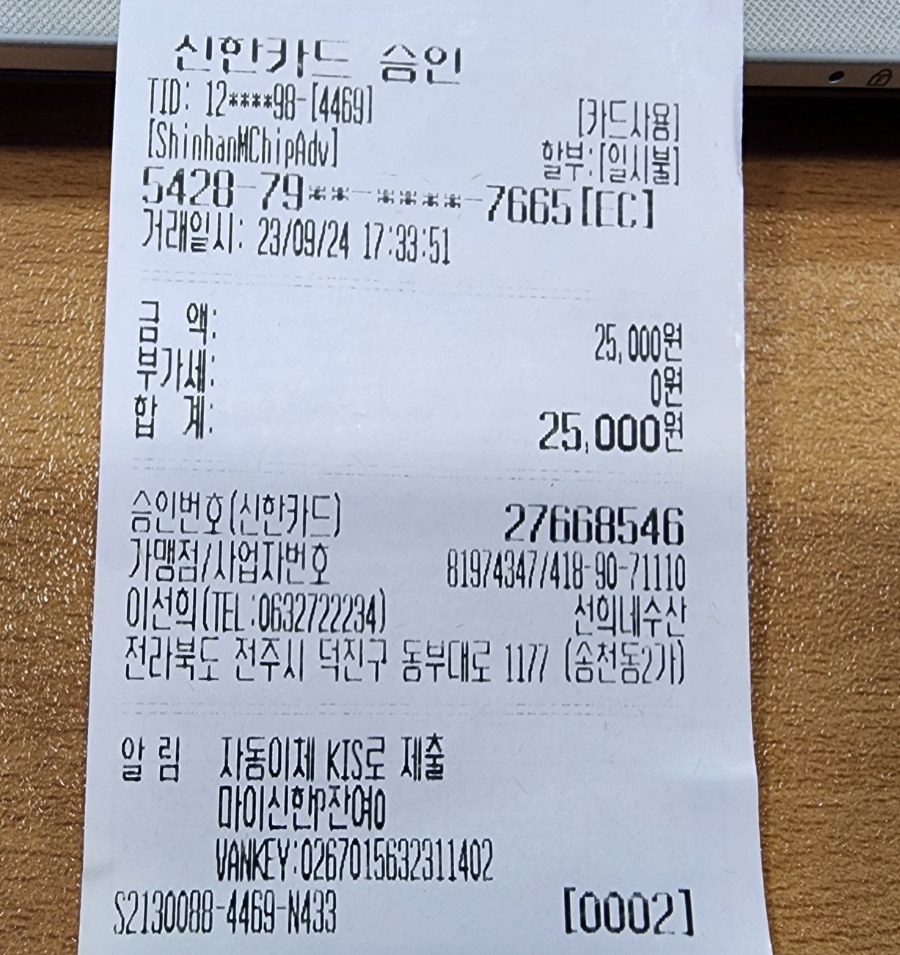 신한카드 승인
TID: 12****98-[4469] [카드사용]
[ShinhanMChipAdv] 할부:[일시불]
5428-79**-****-7665[EC]
거래일시: 23/09/24 17:33:51
금 액: 25,000원
부가세: 0원
합 계: 25,000원
승인번호(신한카드) 27668546
가맹점/사업자번호 81974347/418-90-71110
이선희(TEL:0632722234) 선희네수산
전라북도 전주시 덕진구 동부대로 1177 (송천동2가)
알 림 자동이체 KIS로 제출
마이신한P잔여0
VANKEY:0267015632311402
S2130088-4469-N433 [0002]